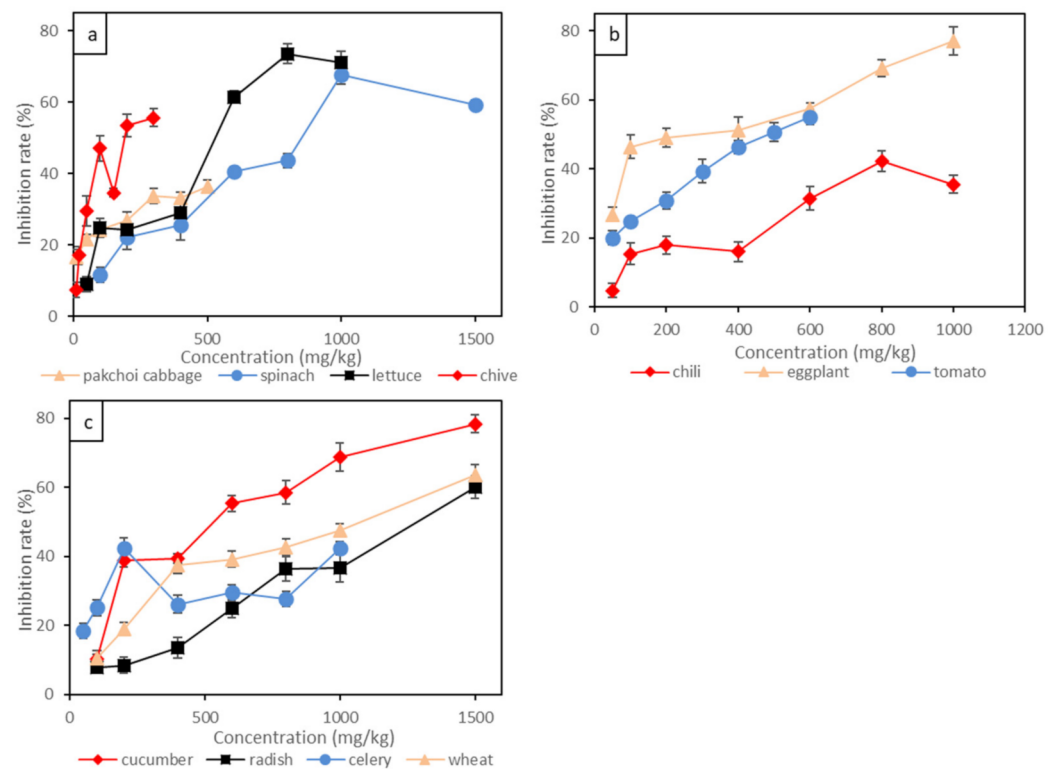 a
Inhibition rate (%)
80
60
40
20
0
0 500 1000 1500
Concentration (mg/kg)
pakchoi cabbage spinach lettuce chive
b
Inhibition rate (%)
80
60
40
20
0
0 200 400 600 800 1000 1200
Concentration (mg/kg)
chili eggplant tomato
c
Inhibition rate (%)
80
60
40
20
0
0 500 1000 1500
Concentration (mg/kg)
cucumber radish celery wheat